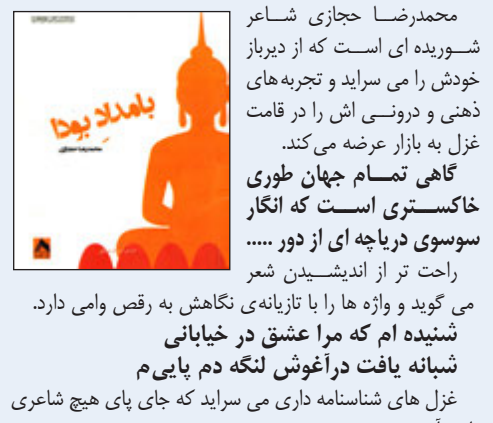 محمدرضا حجازی شاعر
شوریده ای است که از دیرباز
خودش را می سراید و تجربه های
ذهنی و درونی اش را در قامت
غزل به بازار عرضه می کند.
گاهی تمام جهان طوری
خاکستری است که انگار
سوسوی دریاچه ای از دور .....
راحت تر از اندیشیدن شعر
می گوید و واژه ها را با تازیانه‌ی نگاهش به رقص وامی دارد.
شنیده ام که مرا عشق در خیابانی
شبانه یافت درآغوش لنگه دم پایی م
غزل های شناسنامه داری می سراید که جای پای هیچ شاعری
بامدادِ بودا
محمدرضا حجازی